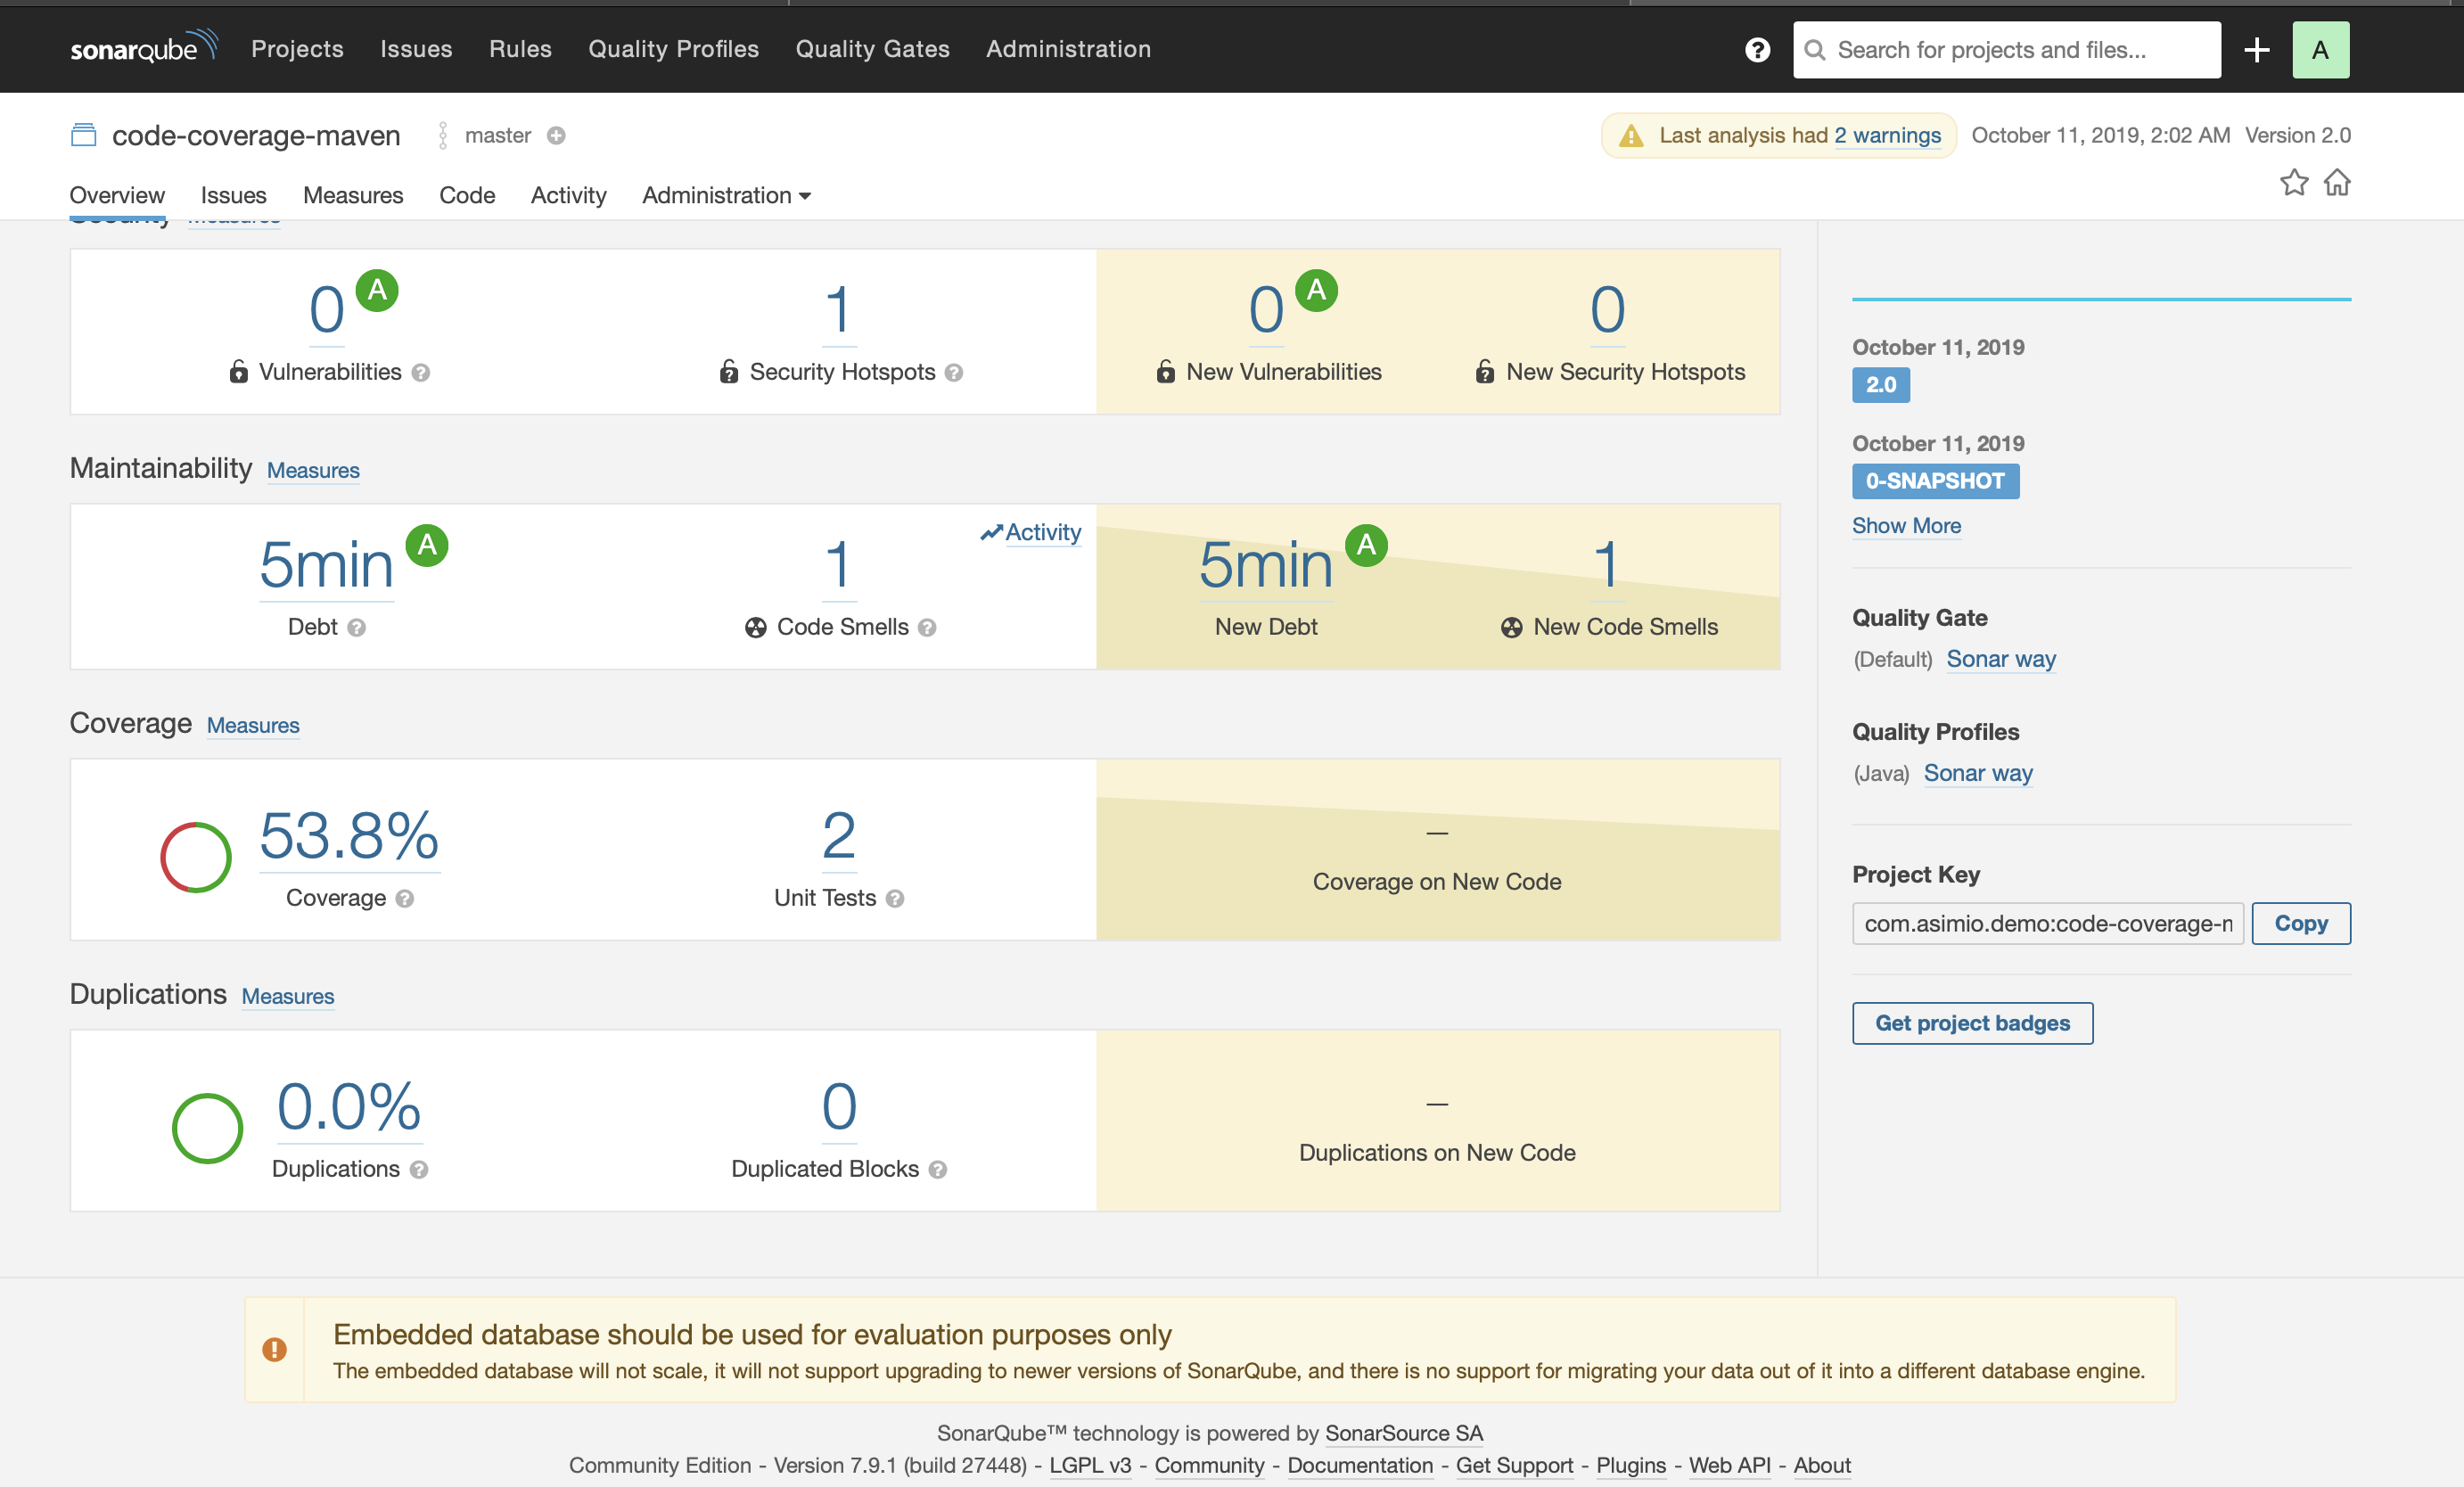 sonarqube Projects Issues Rules Quality Profiles Quality Gates Administration ? Search for projects and files... + A
code-coverage-maven master Last analysis had 2 warnings October 11, 2019, 2:02 AM Version 2.0
Overview Issues Measures Code Activity Administration
Security Measures
0 A 1 0 A 0
Vulnerabilities ? Security Hotspots ? New Vulnerabilities New Security Hotspots
Maintainability Measures
Activity
5min A 1 5min A 1
Debt ? Code Smells ? New Debt New Code Smells
Coverage Measures
53.8% 2 —
Coverage ? Unit Tests ? Coverage on New Code
Duplications Measures
0.0% 0 —
Duplications ? Duplicated Blocks ? Duplications on New Code
October 11, 2019
2.0
October 11, 2019
0-SNAPSHOT
Show More
Quality Gate
(Default) Sonar way
Quality Profiles
(Java) Sonar way
Project Key
com.asimio.demo:code-coverage-m Copy
Get project badges
Embedded database should be used for evaluation purposes only
The embedded database will not scale, it will not support upgrading to newer versions of SonarQube, and there is no support for migrating your data out of it into a different database engine.
SonarQube™ technology is powered by SonarSource SA
Community Edition - Version 7.9.1 (build 27448) - LGPL v3 - Community - Documentation - Get Support - Plugins - Web API - About